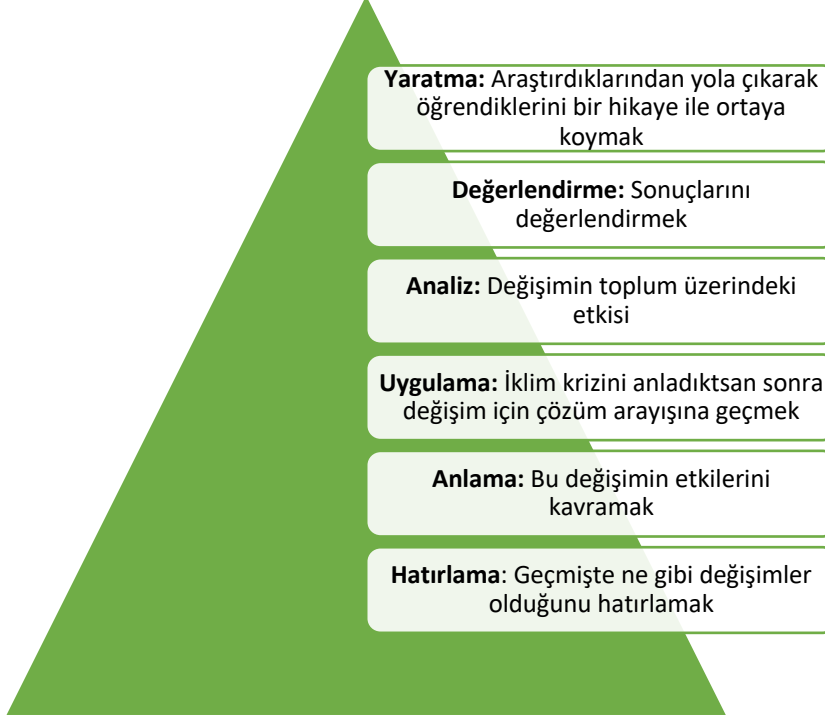 Yaratma: Araştırdıklarından yola çıkarak
öğrendiklerini bir hikaye ile ortaya
koymak
Değerlendirme: Sonuçlarını
değerlendirmek
Analiz: Değişimin toplum üzerindeki
etkisi
Uygulama: İklim krizini anladıktsan sonra
değişim için çözüm arayışına geçmek
Anlama: Bu değişimin etkilerini
kavramak
Hatırlama: Geçmişte ne gibi değişimler
olduğunu hatırlamak